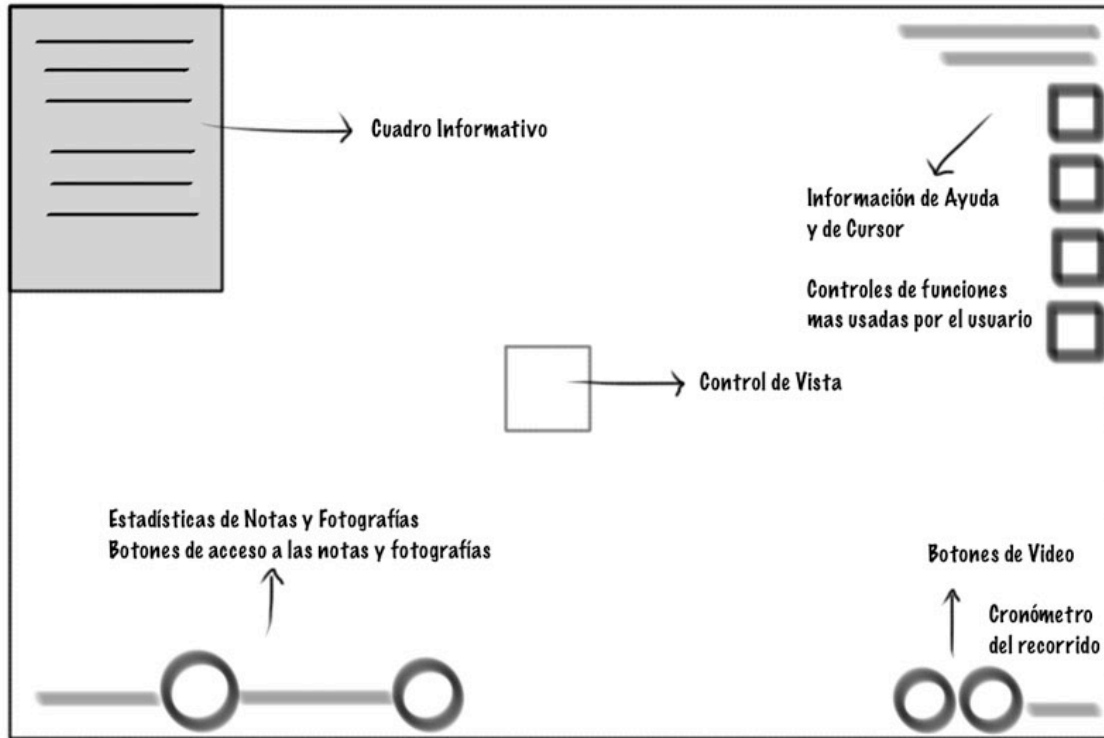 Cuadro Informativo
Información de Ayuda
y de Cursor
Controles de funciones
mas usadas por el usuario
Control de Vista
Estadísticas de Notas y Fotografías
Botones de acceso a las notas y fotografías
Botones de Video
Cronómetro
del recorrido